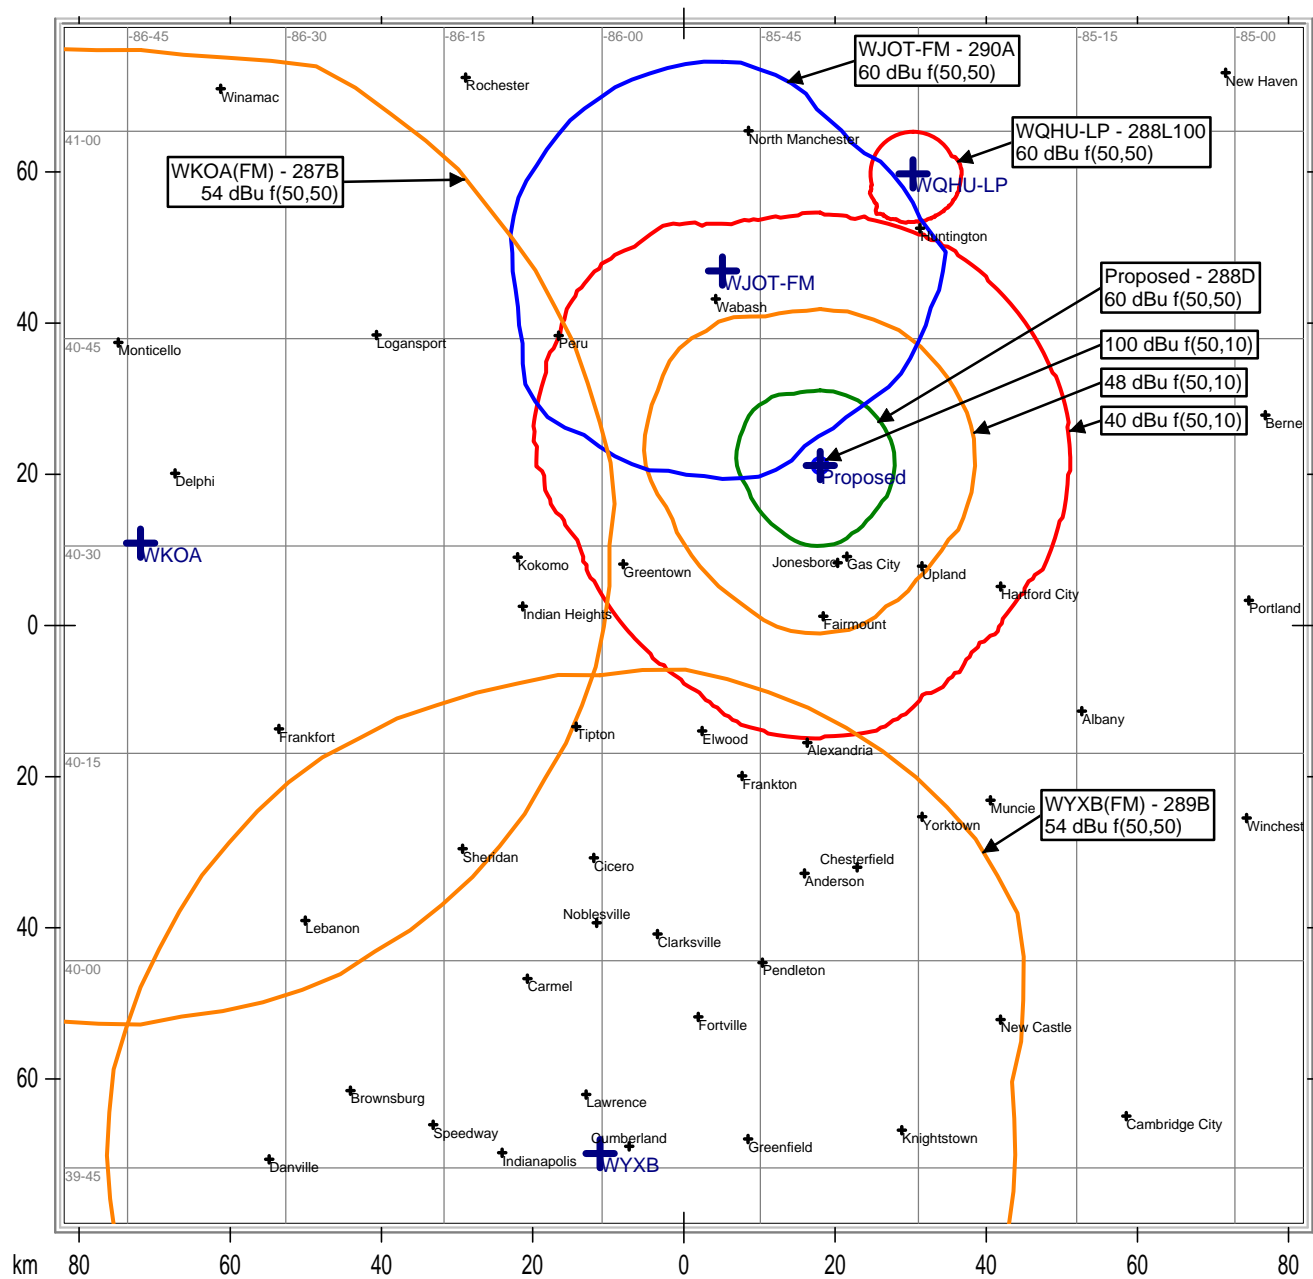 -86-45
-86-30
-86-15
-86-00
-85-45
-85-15
-85-00
WJOT-FM - 290A
60 dBu f(50,50)
Rochester
New Haven
Winamac
41-00
North Manchester
WQHU-LP - 288L100
60 dBu f(50,50)
WKOA(FM) - 287B
54 dBu f(50,50)
60
WQHU-LP
Huntington
WJOT-FM
Wabash
Proposed - 288D
60 dBu f(50,50)
40
40-45
Monticello
Logansport
Peru
100 dBu f(50,10)
48 dBu f(50,10)
40 dBu f(50,10)
Berne
20
Delphi
Proposed
WKOA
40-30
Kokomo
Greentown
Jonesboro
Gas City
Upland
Hartford City
Indian Heights
Portland
0
Fairmount
Albany
Frankfort
Tipton
Elwood
Alexandria
40-15
20
Frankton
WYXB(FM) - 289B
54 dBu f(50,50)
Muncie
Yorktown
Winchest
Sheridan
Cicero
Chesterfield
Anderson
Noblesville
Lebanon
40
Clarksville
40-00
Pendleton
Carmel
Fortville
New Castle
60
Brownsburg
Lawrence
Speedway
Cumberland
Greenfield
Knightstown
Cambridge City
39-45
Danville
Indianapolis
WYXB
km 80 60 40 20 0 20 40 60 80